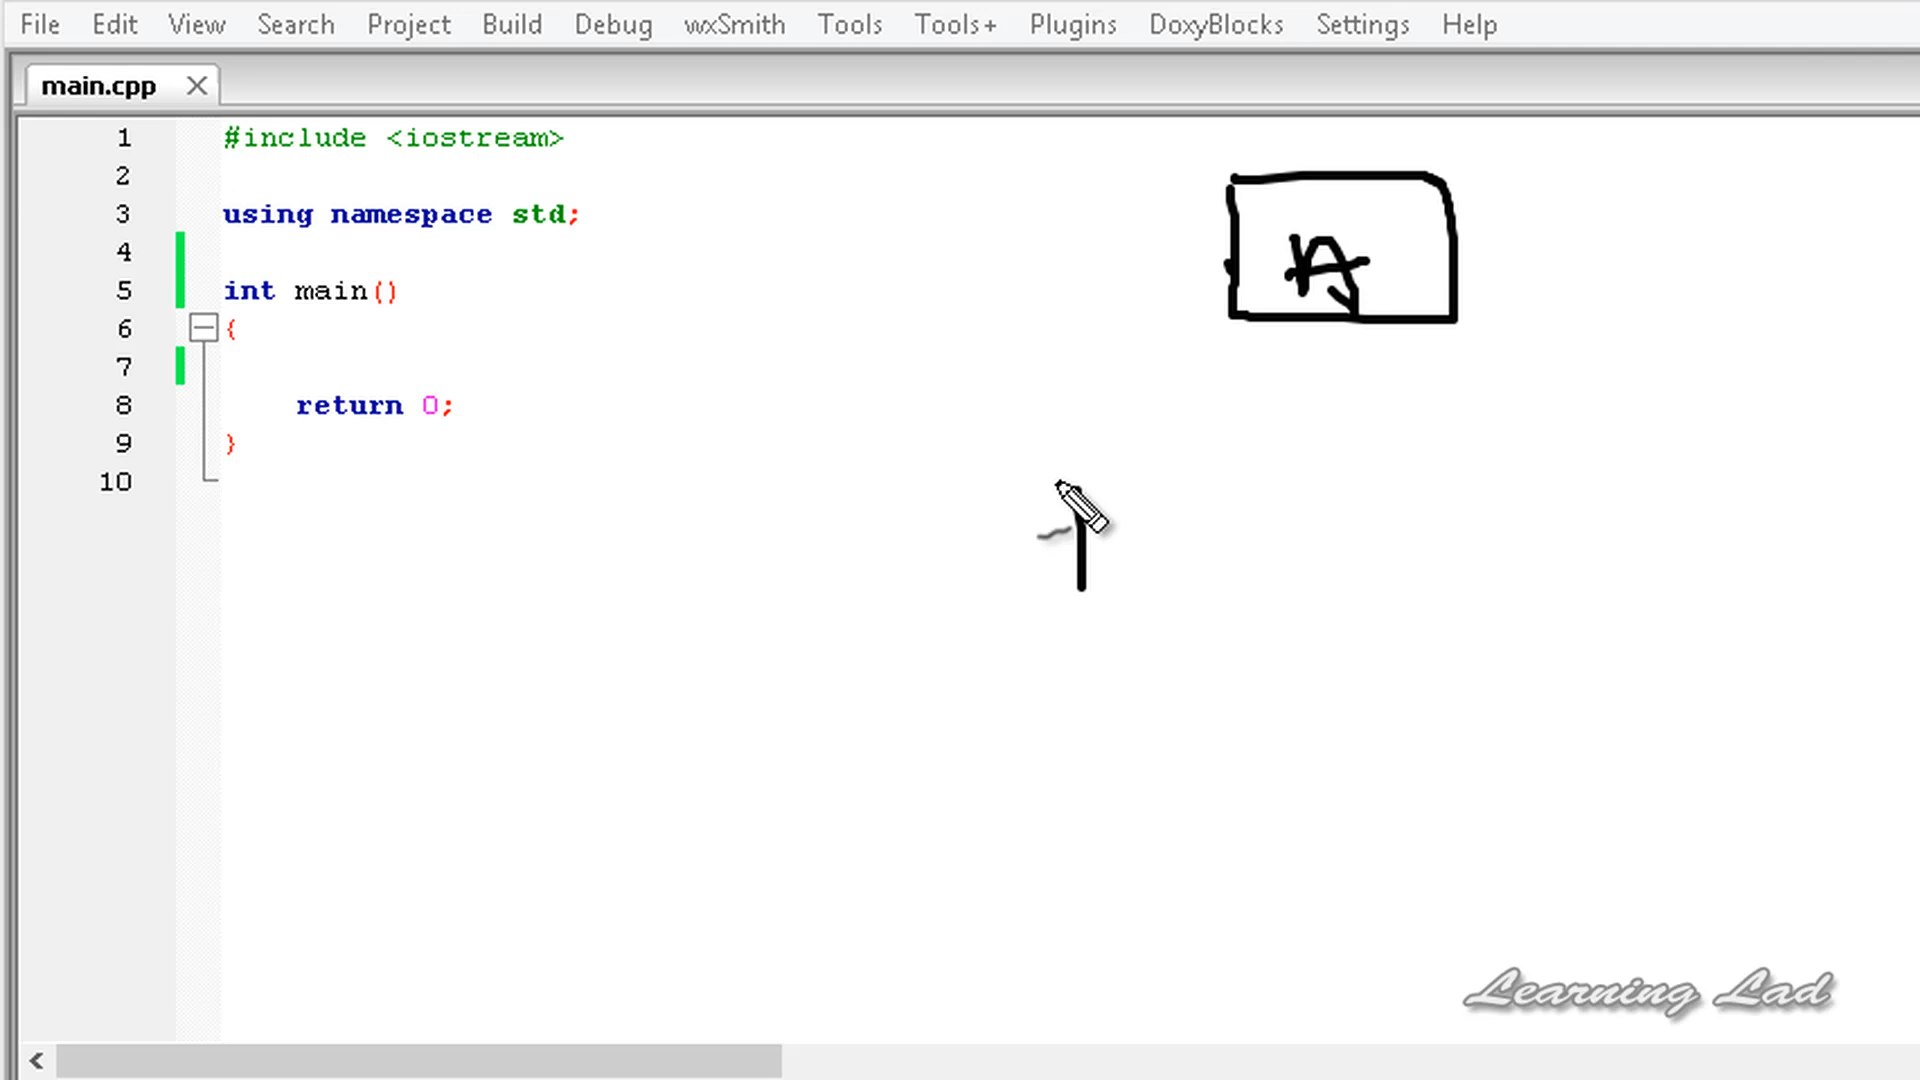 File Edit View Search Project Build Debug wxSmith Tools Tools+ Plugins DoxyBlocks Settings Help
main.cpp
1 #include <iostream>
2
3 using namespace std;
4
5 int main()
6 {
7
8 return 0;
9 }
10
A
Learning Lad